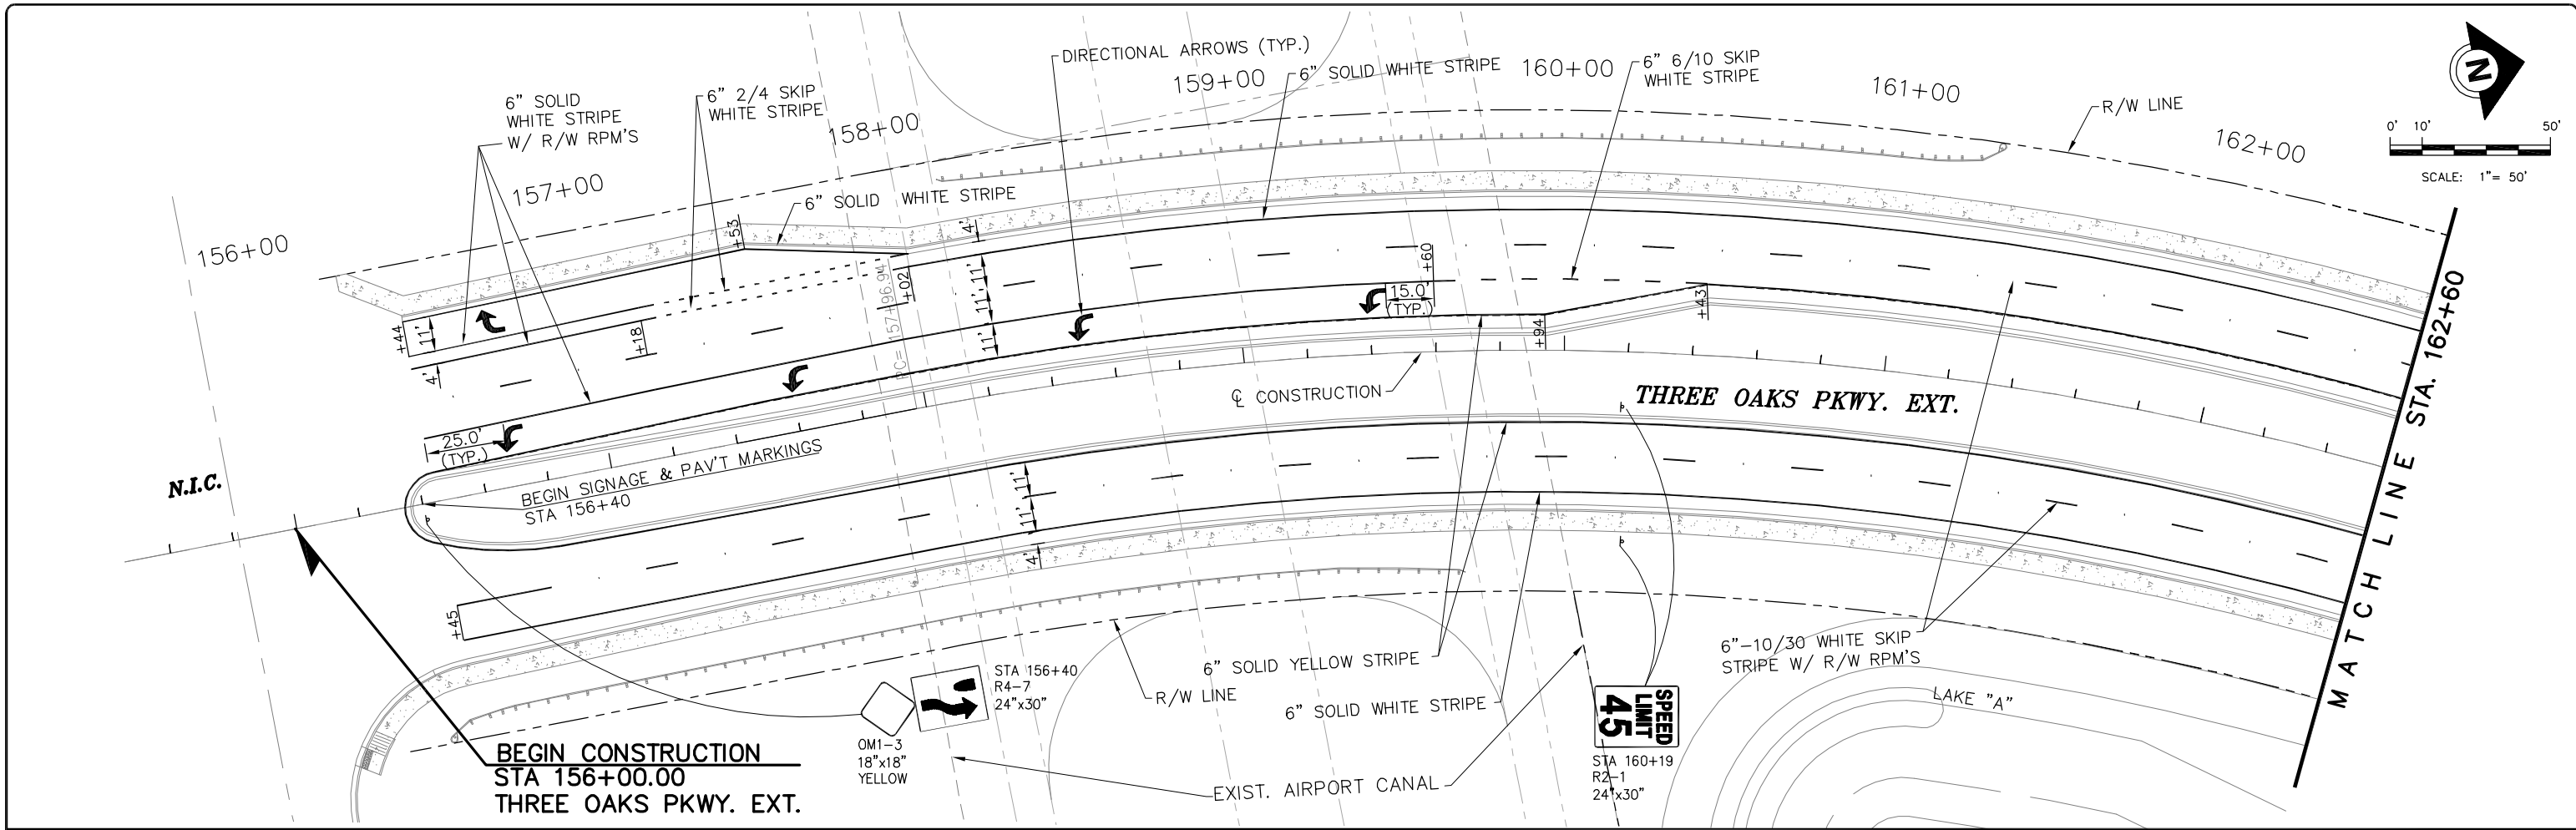 DIRECTIONAL ARROWS (TYP.)
159+00
6" SOLID WHITE STRIPE
160+00
6" 6/10 SKIP
WHITE STRIPE
161+00
R/W LINE
162+00
N
0' 10' 50'
SCALE: 1"= 50'
6" SOLID
WHITE STRIPE
W/ R/W RPM'S
6" 2/4 SKIP
WHITE STRIPE
158+00
157+00
156+00
6" SOLID WHITE STRIPE
+53
4'
+02
PC= 157+96.94
11'
11'
11'
+60
15.0'
(TYP.)
+94
+43
+44
11'
4'
+18
25.0'
(TYP.)
N.I.C.
BEGIN SIGNAGE & PAV'T MARKINGS
STA 156+40
℄ CONSTRUCTION
THREE OAKS PKWY. EXT.
MATCH LINE STA. 162+60
11'
11'
4'
+45
BEGIN CONSTRUCTION
STA 156+00.00
THREE OAKS PKWY. EXT.
OM1-3
18"x18"
YELLOW
STA 156+40
R4-7
24"x30"
R/W LINE
6" SOLID YELLOW STRIPE
6" SOLID WHITE STRIPE
EXIST. AIRPORT CANAL
SPEED
LIMIT
45
STA 160+19
R2-1
24"x30"
6"-10/30 WHITE SKIP
STRIPE W/ R/W RPM'S
LAKE "A"